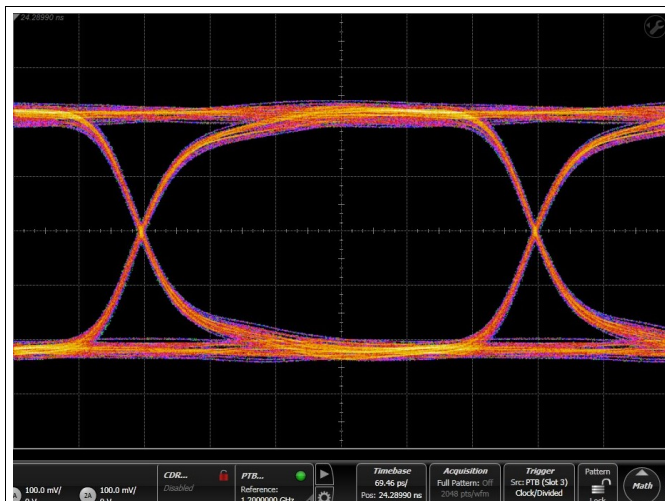 24.28990 ns
CDR...
Disabled
PTB...
Reference:
1.2000000 GHz
Timebase
69.46 ps/
Pos: 24.28990 ns
Acquisition
Full Pattern: Off
2048 pts/wfm
Trigger
Src: PTB (Slot 3)
Clock/Divided
Pattern
Lock
Math
100.0 mV/
0 V
2A
100.0 mV/
0 V